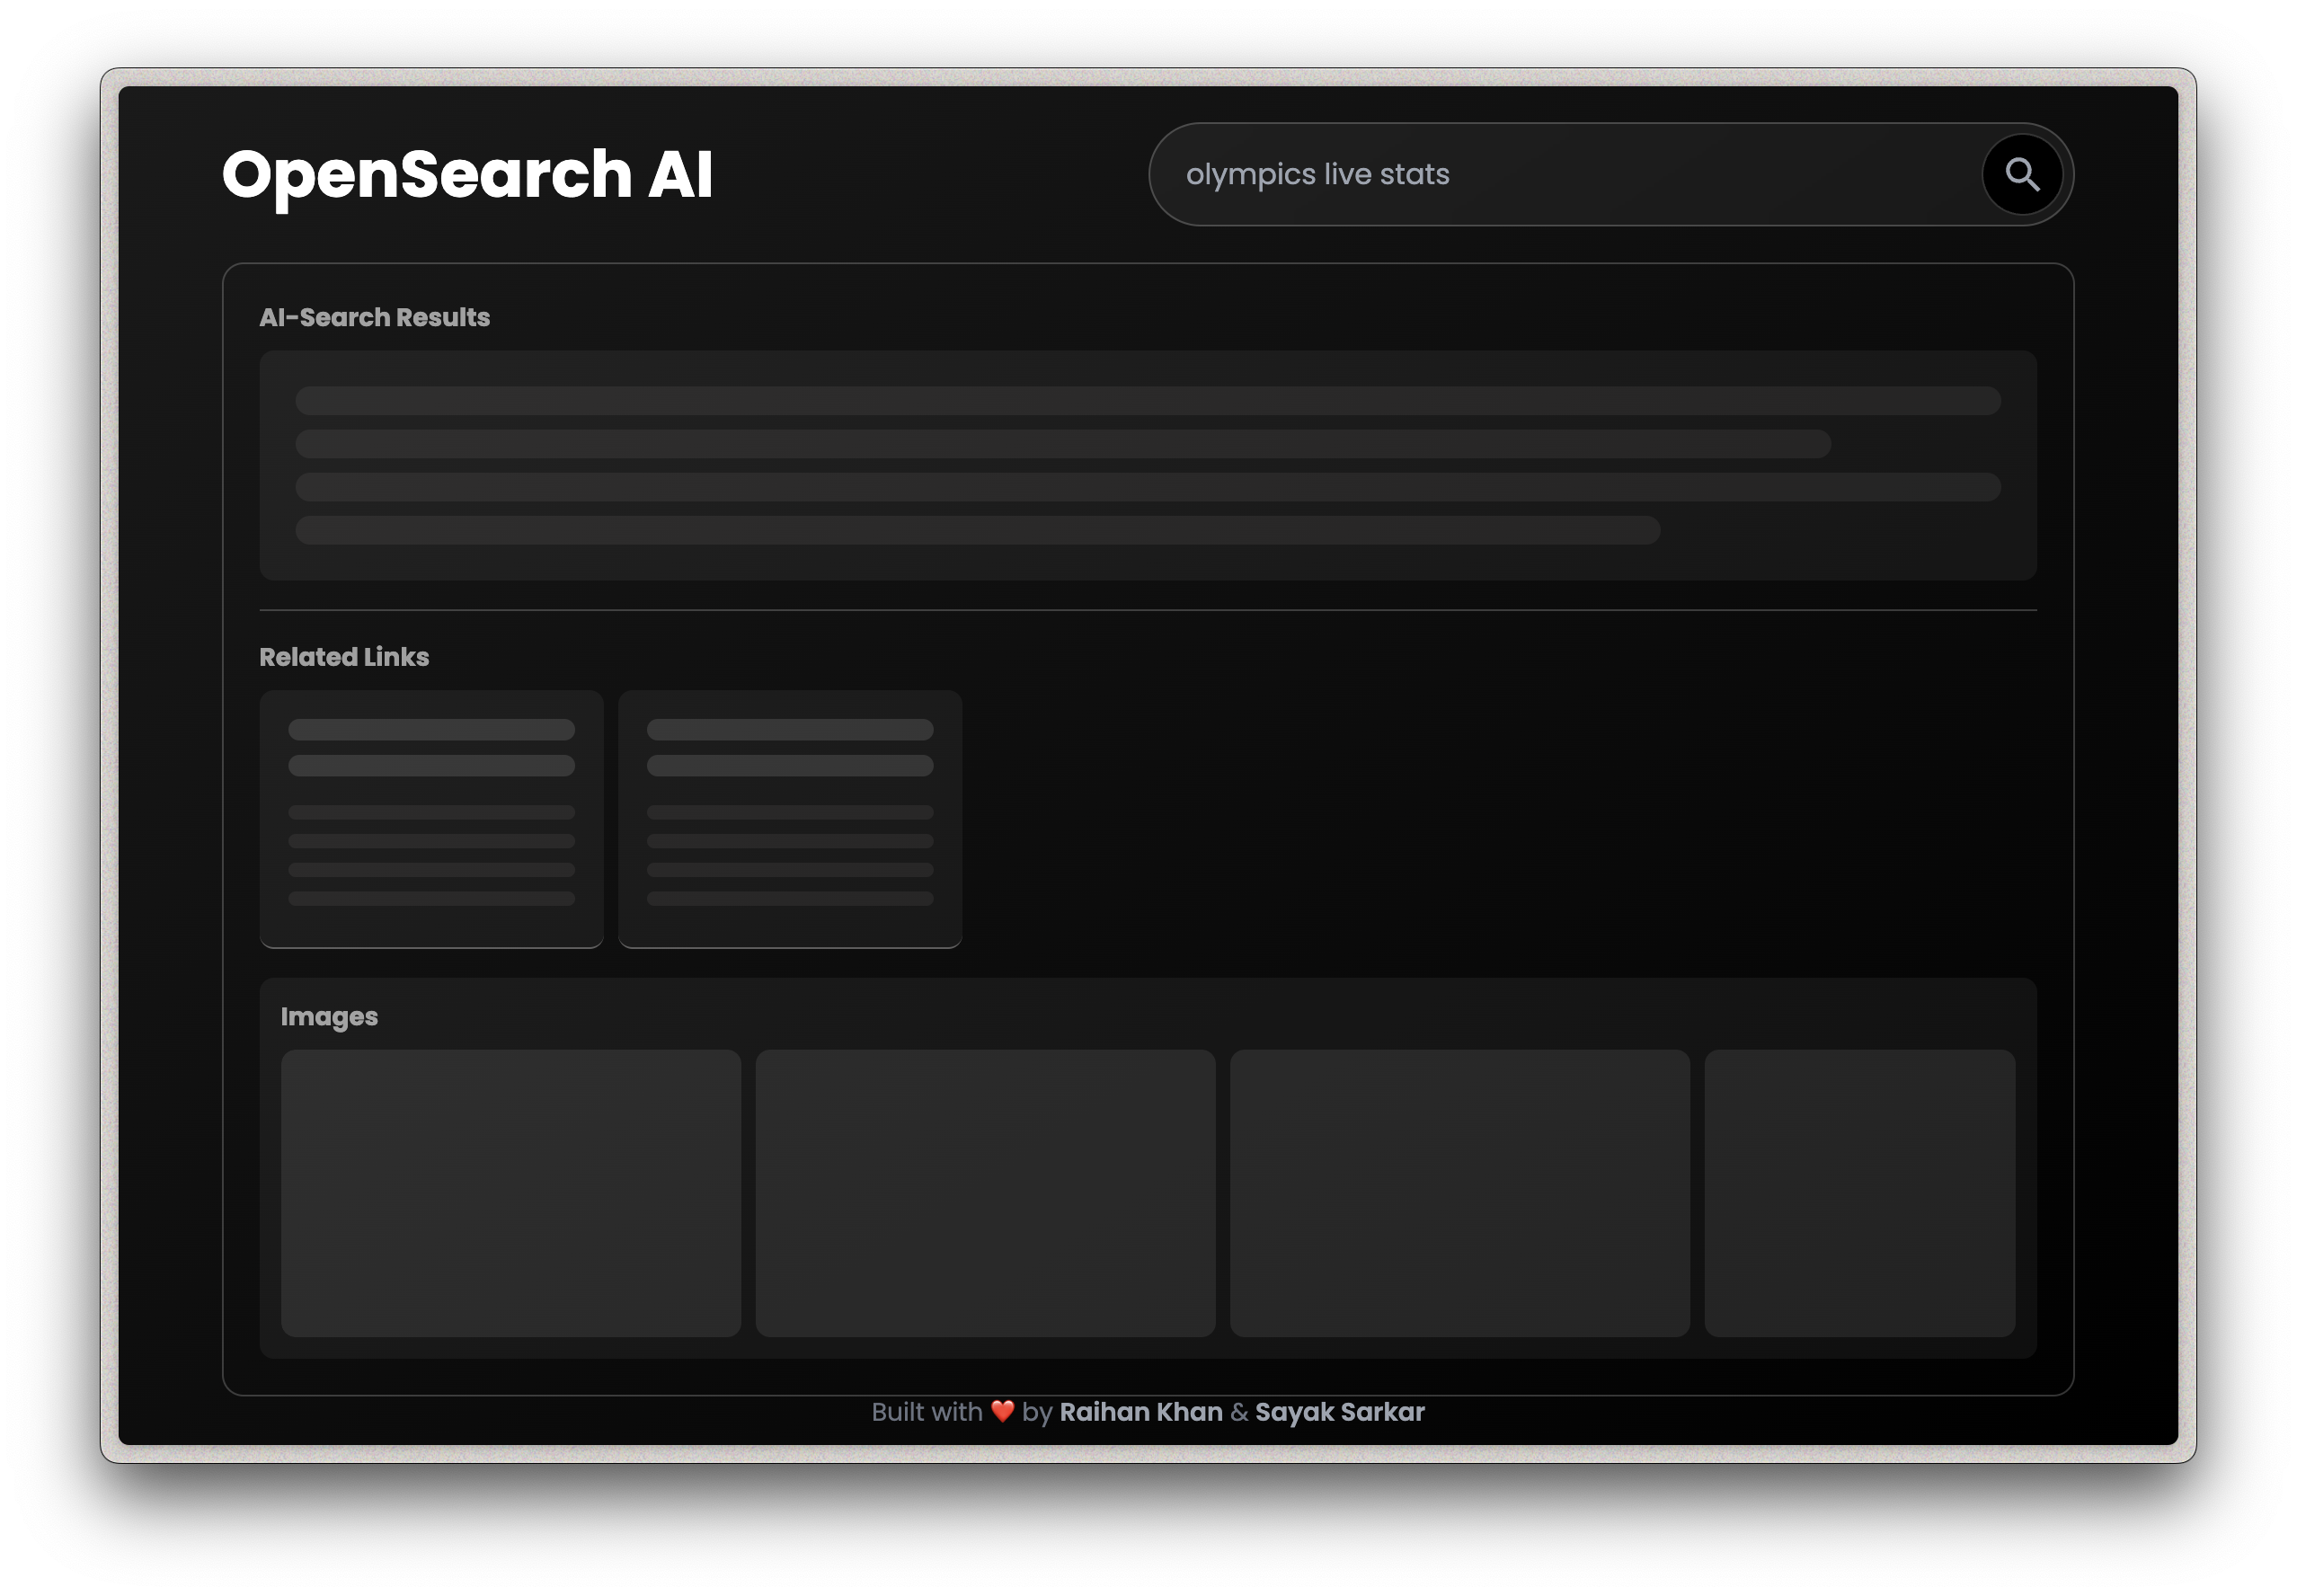 OpenSearch AI
olympics live stats
AI-Search Results
Related Links
Images
Built with ❤️ by Raihan Khan & Sayak Sarkar